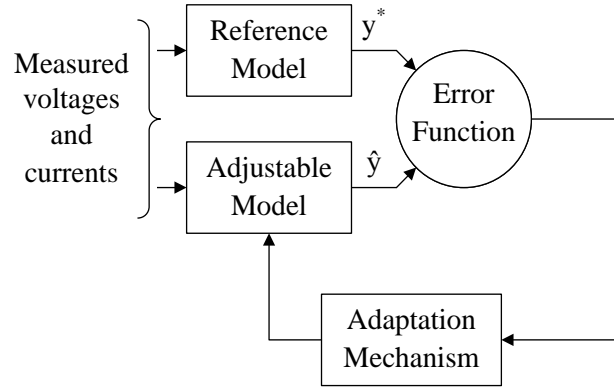 Measured
voltages
and
currents
Reference
Model
y*
Error
Function
Adjustable
Model
ŷ
Adaptation
Mechanism